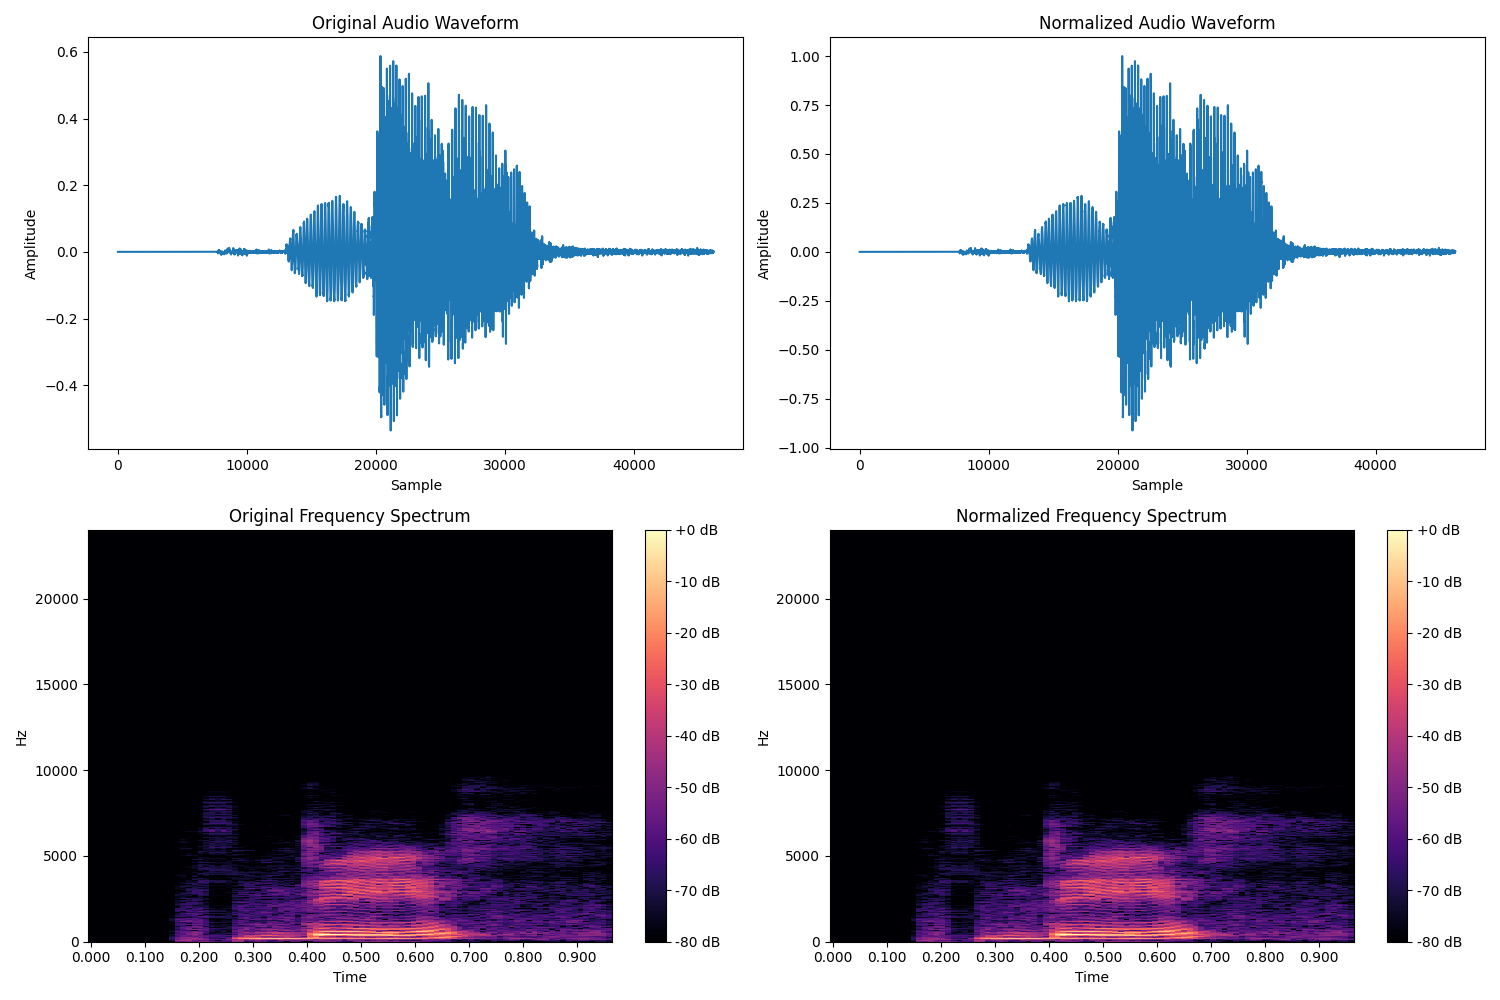 Original Audio Waveform
Amplitude
0.6
0.4
0.2
0.0
−0.2
−0.4
0 10000 20000 30000 40000
Sample
Normalized Audio Waveform
Amplitude
1.00
0.75
0.50
0.25
0.00
−0.25
−0.50
−0.75
−1.00
0 10000 20000 30000 40000
Sample
Original Frequency Spectrum
Hz
20000
15000
10000
5000
0
0.000 0.100 0.200 0.300 0.400 0.500 0.600 0.700 0.800 0.900
Time
+0 dB
-10 dB
-20 dB
-30 dB
-40 dB
-50 dB
-60 dB
-70 dB
-80 dB
Normalized Frequency Spectrum
Hz
20000
15000
10000
5000
0
0.000 0.100 0.200 0.300 0.400 0.500 0.600 0.700 0.800 0.900
Time
+0 dB
-10 dB
-20 dB
-30 dB
-40 dB
-50 dB
-60 dB
-70 dB
-80 dB